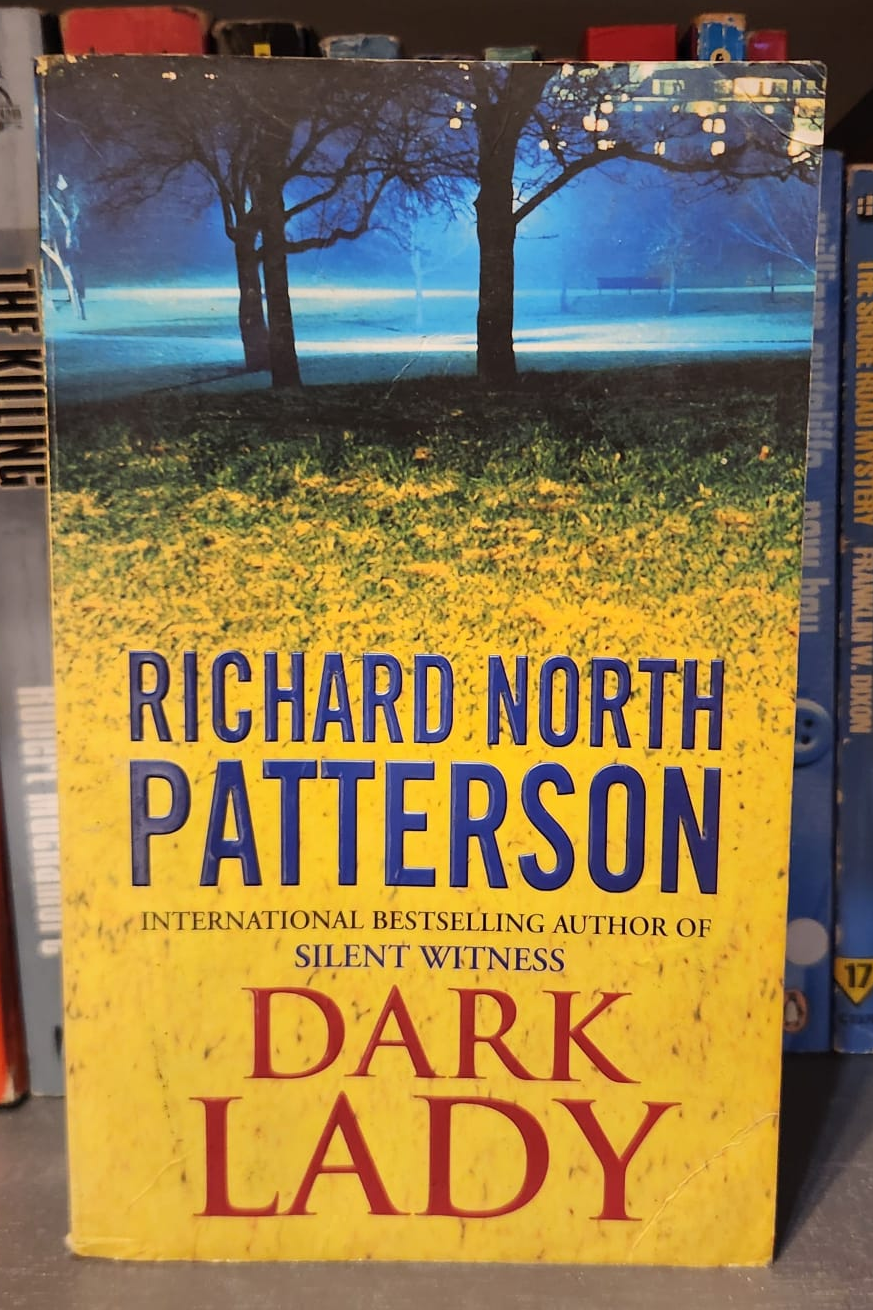 RICHARD NORTH
PATTERSON
INTERNATIONAL BESTSELLING AUTHOR OF
SILENT WITNESS
DARK
LADY
THE KILLING
THE SHORE ROAD MYSTERY FRANKLIN W. DIXON
17